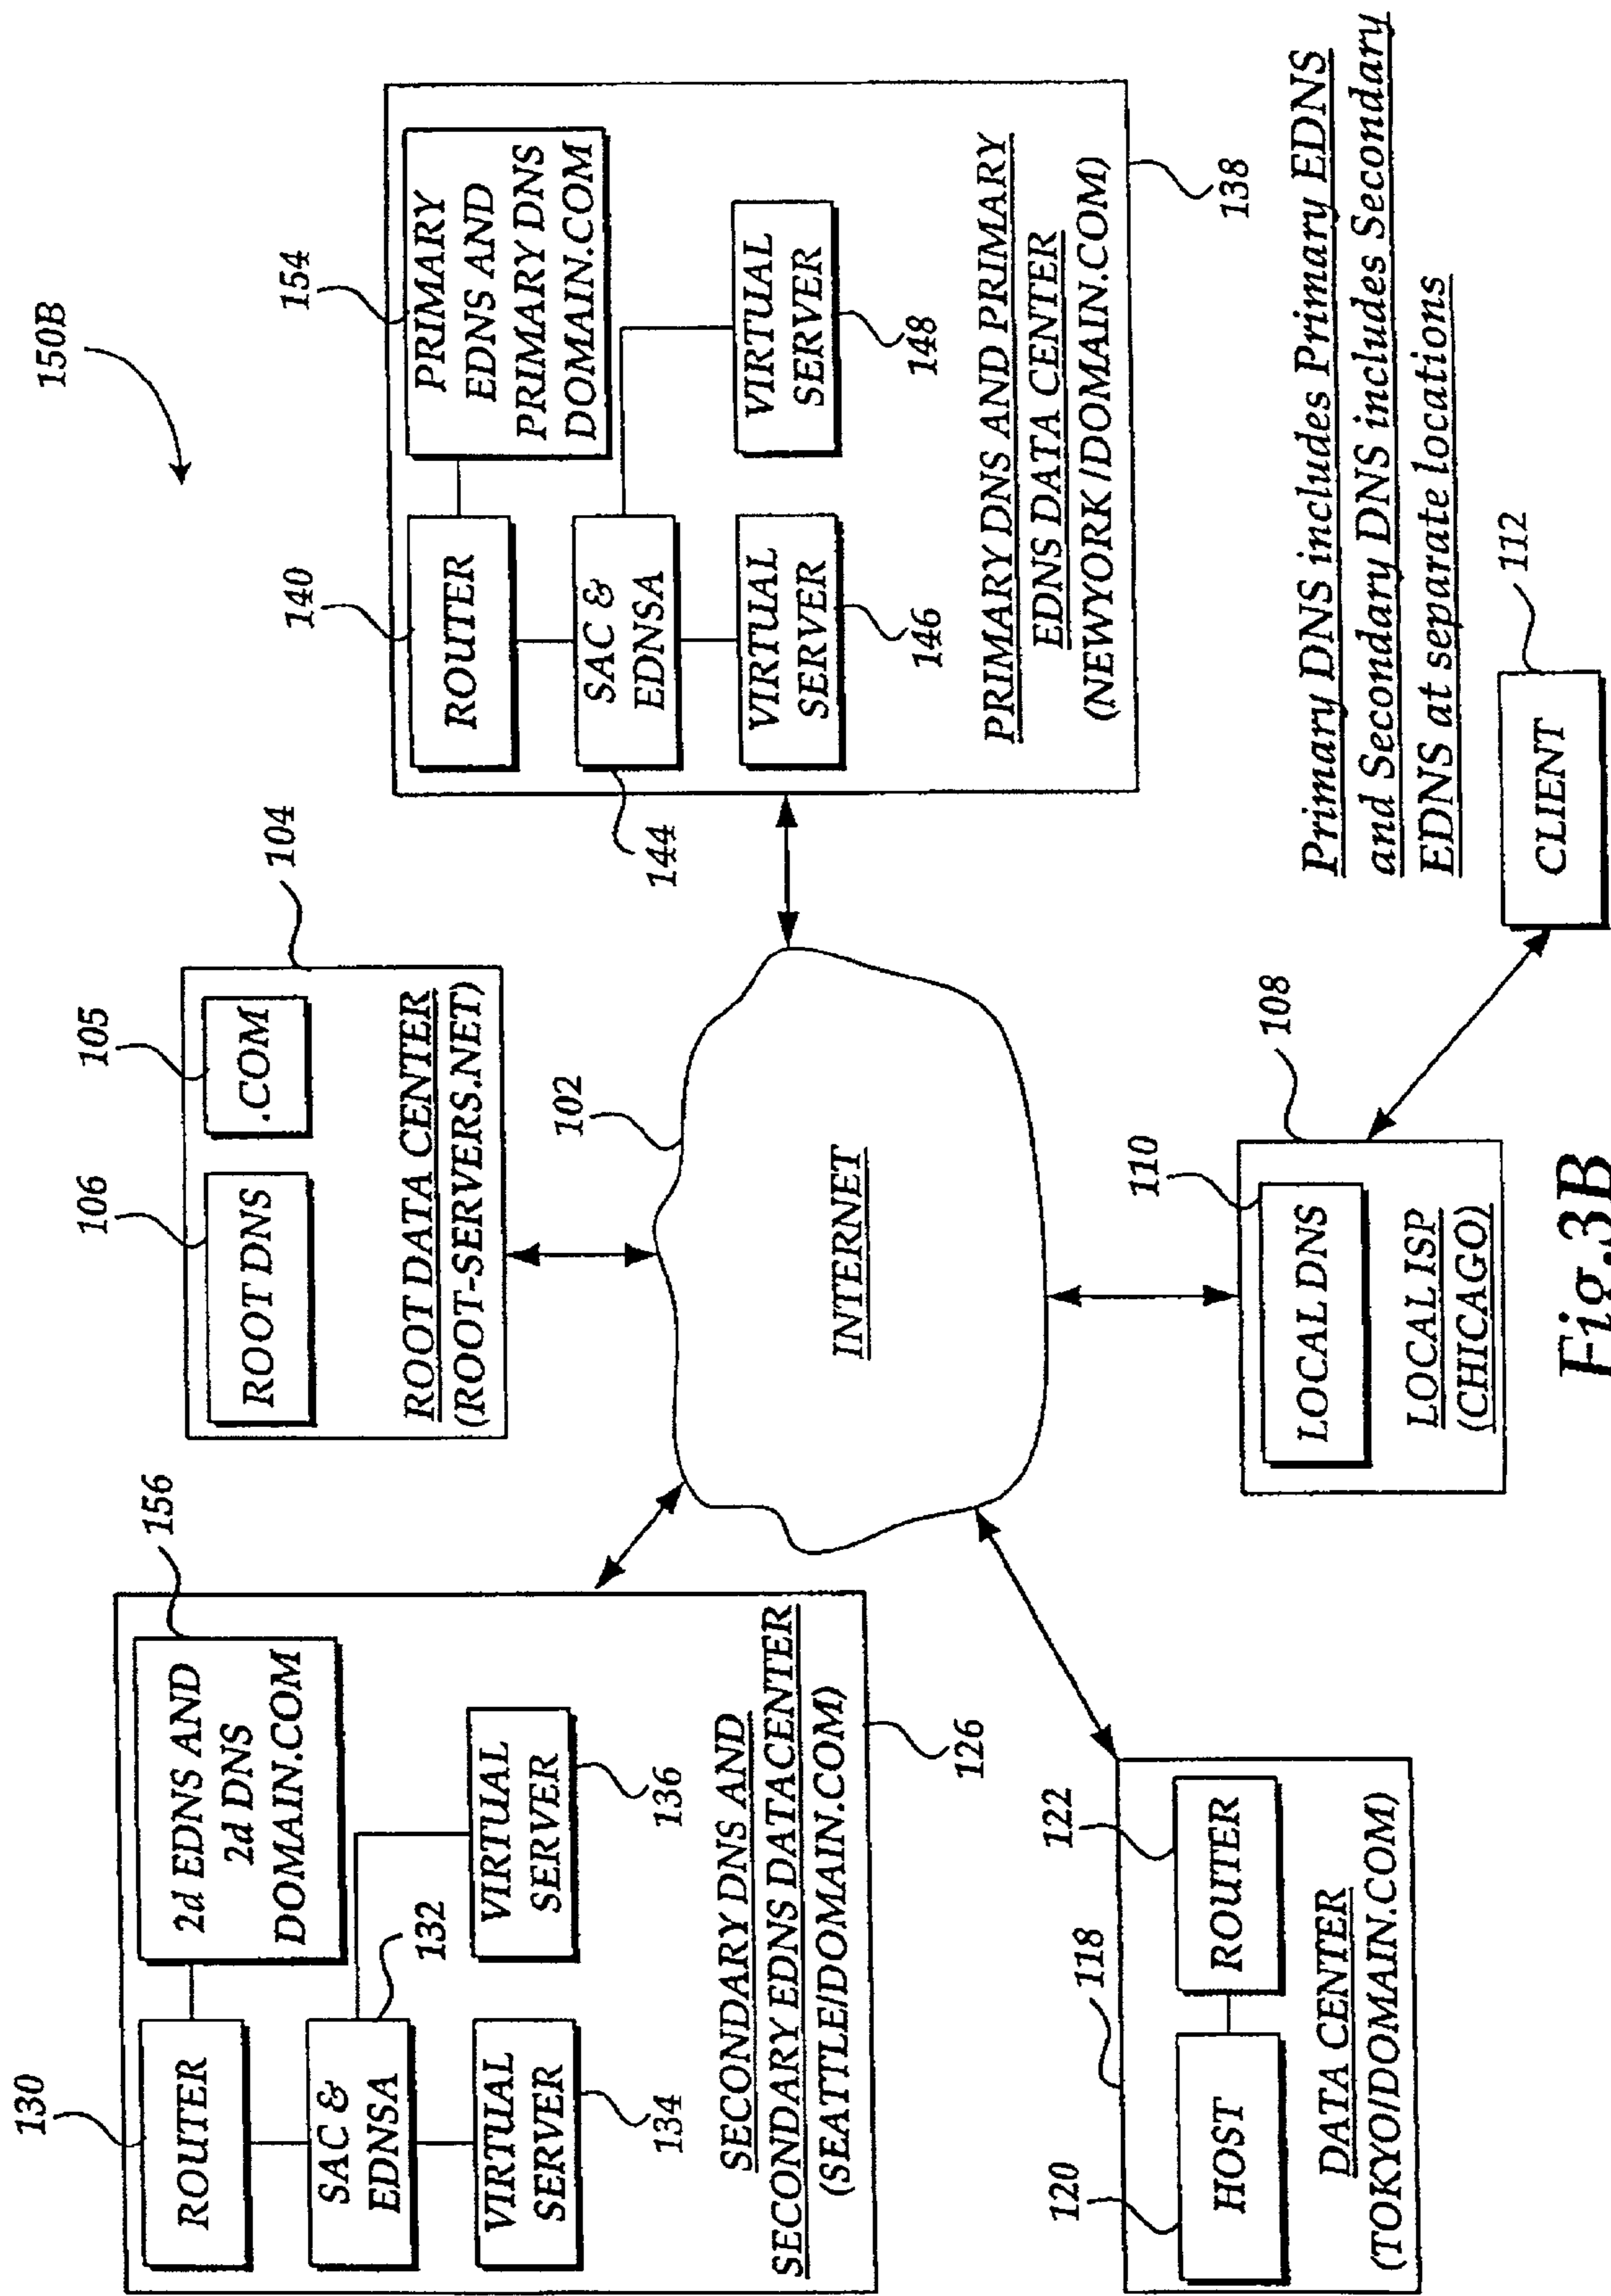 150B
130
ROUTER
2d EDNS AND
2d DNS
DOMAIN.COM
156
SAC &
EDNSA
132
VIRTUAL
SERVER
134
VIRTUAL
SERVER
136
SECONDARY DNS AND
SECONDARY EDNS DATACENTER
(SEATTLE/DOMAIN.COM)
126
106
ROOT DNS
105
.COM
104
ROOT DATA CENTER
(ROOT-SERVERS.NET)
140
ROUTER
154
PRIMARY
EDNS AND
PRIMARY DNS
DOMAIN.COM
SAC &
EDNSA
144
VIRTUAL
SERVER
146
VIRTUAL
SERVER
148
PRIMARY DNS AND PRIMARY
EDNS DATA CENTER
(NEWYORK/DOMAIN.COM)
138
102
INTERNET
118
120
HOST
122
ROUTER
DATA CENTER
(TOKYO/DOMAIN.COM)
110
108
LOCAL DNS
LOCAL ISP
(CHICAGO)
Primary DNS includes Primary EDNS
and Secondary DNS includes Secondary
EDNS at separate locations
112
CLIENT
Fig.3B